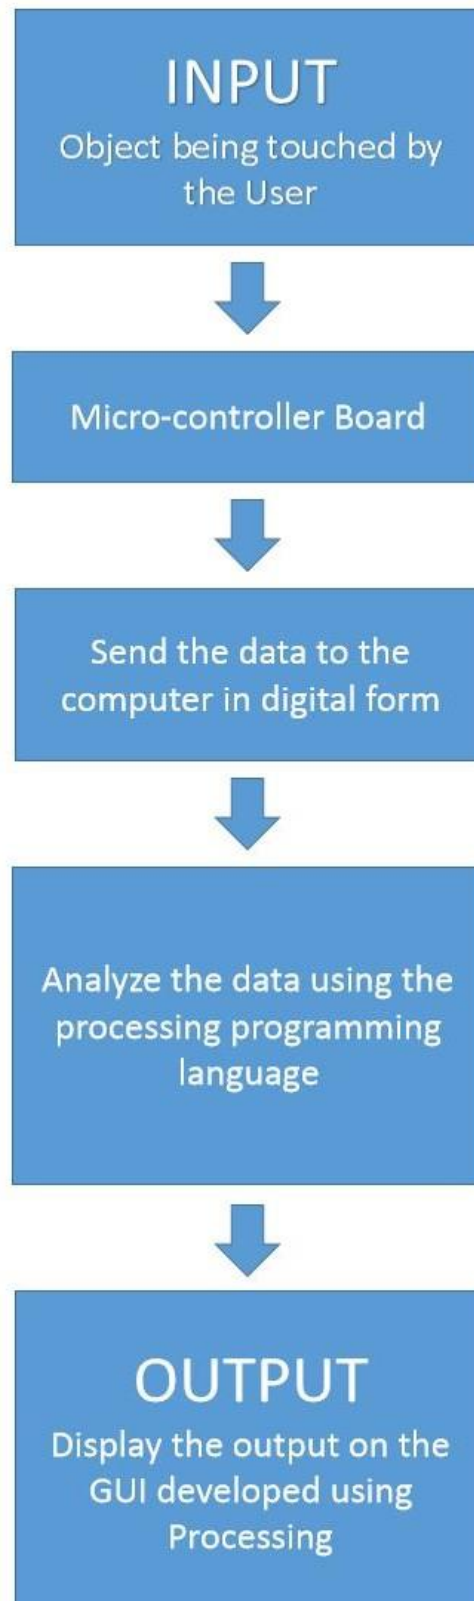 INPUT
Object being touched by
the User
Micro-controller Board
Send the data to the
computer in digital form
Analyze the data using the
processing programming
language
OUTPUT
Display the output on the
GUI developed using
Processing